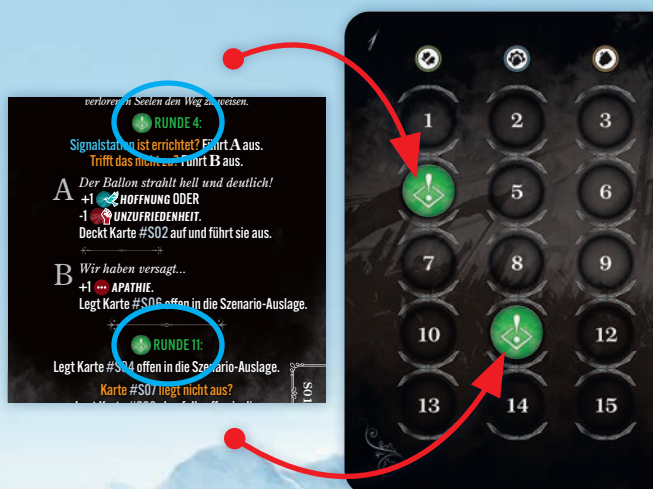 verlorenen Seelen den Weg zu weisen.
RUNDE 4:
Signalstation ist errichtet? Führt A aus.
Trifft das nicht zu? Führt B aus.
A Der Ballon strahlt hell und deutlich!
+1 HOFFNUNG ODER
-1 UNZUFRIEDENHEIT.
Deckt Karte #S02 auf und führt sie aus.
B Wir haben versagt...
+1 APATHIE.
Legt Karte #S06 offen in die Szenario-Auslage.
RUNDE 11:
Legt Karte #S04 offen in die Szenario-Auslage.
Karte #S07 liegt nicht aus?
S01
1
1 2 3
5 6
7 8 9
10 12
13 14 15